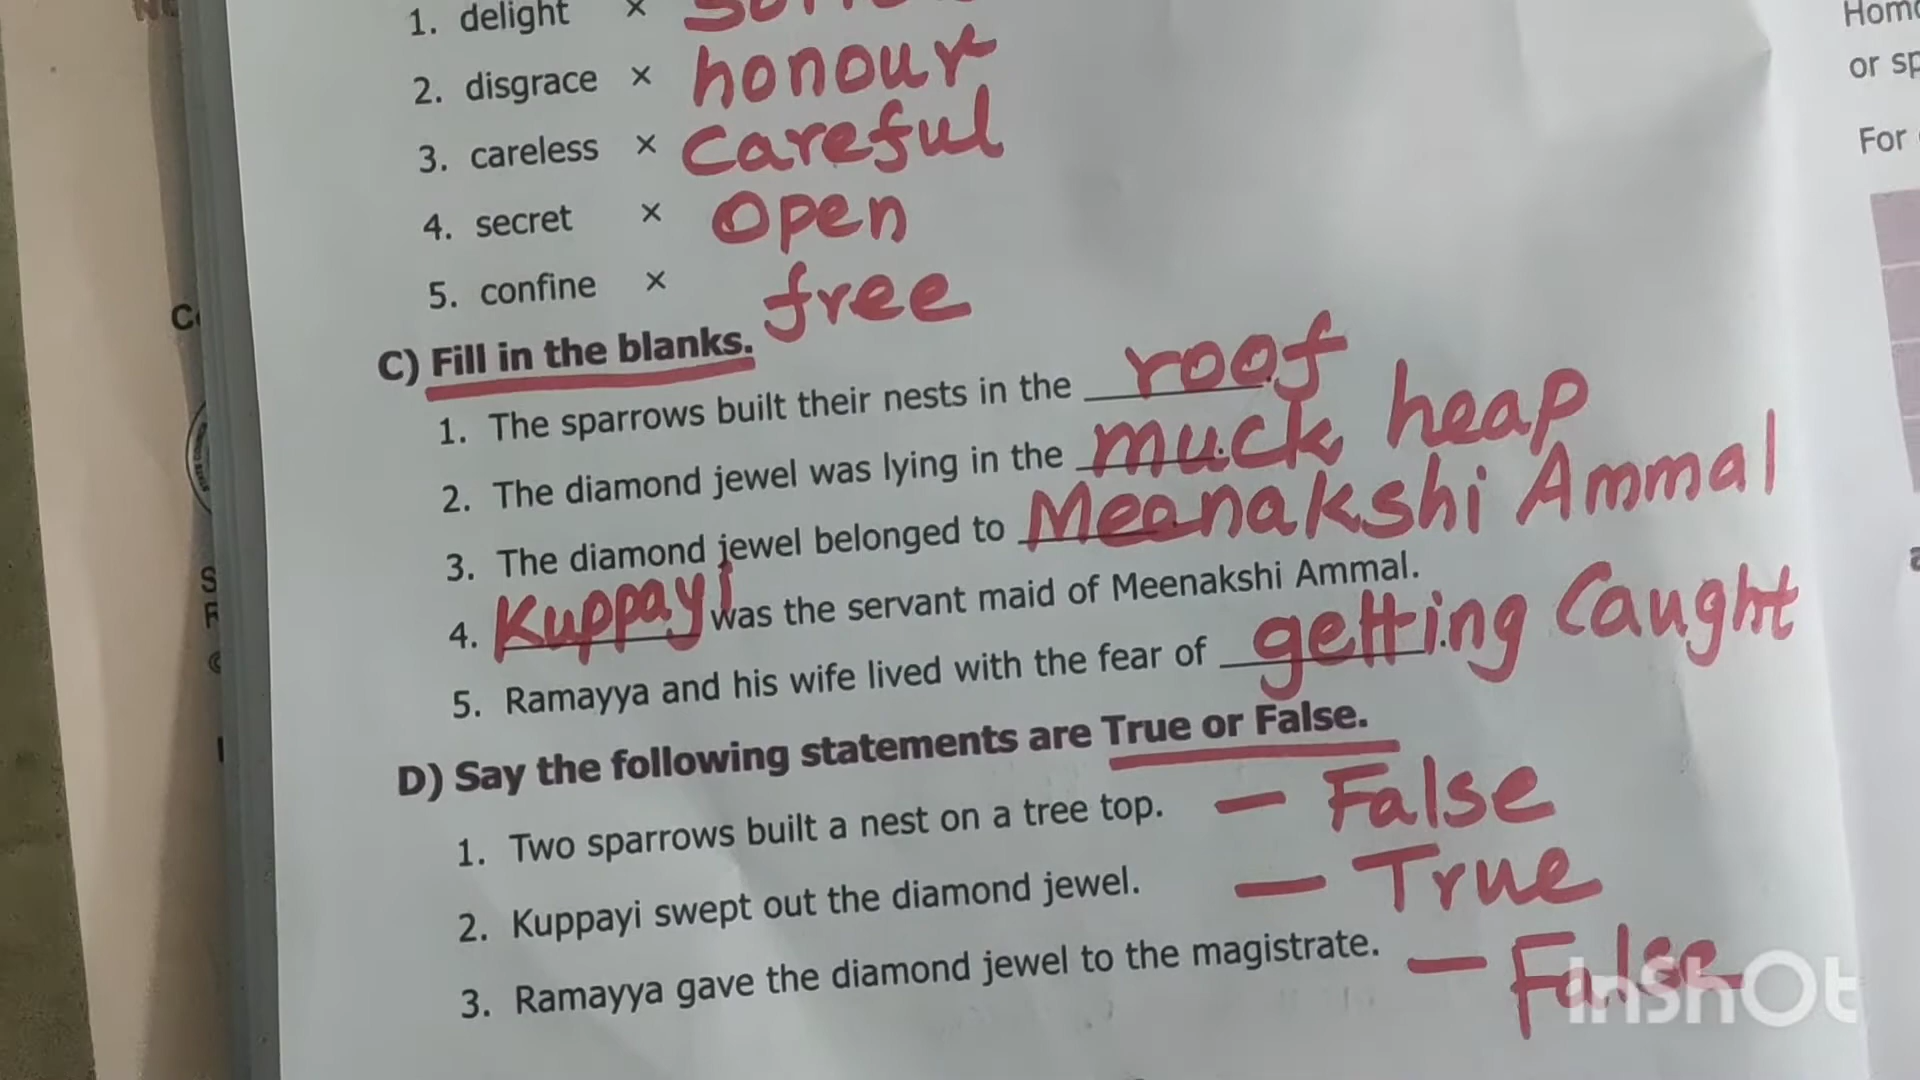 1. delight ×
2. disgrace × honour
3. careless × careful
4. secret × Open
5. confine × free
C) Fill in the blanks.
1. The sparrows built their nests in the roof.
2. The diamond jewel was lying in the muck heap.
3. The diamond jewel belonged to Meenakshi Ammal
4. Kuppayi was the servant maid of Meenakshi Ammal.
5. Ramayya and his wife lived with the fear of getting Caught.
D) Say the following statements are True or False.
1. Two sparrows built a nest on a tree top. — False
2. Kuppayi swept out the diamond jewel. — True
3. Ramayya gave the diamond jewel to the magistrate. — False
InShOt
or
For